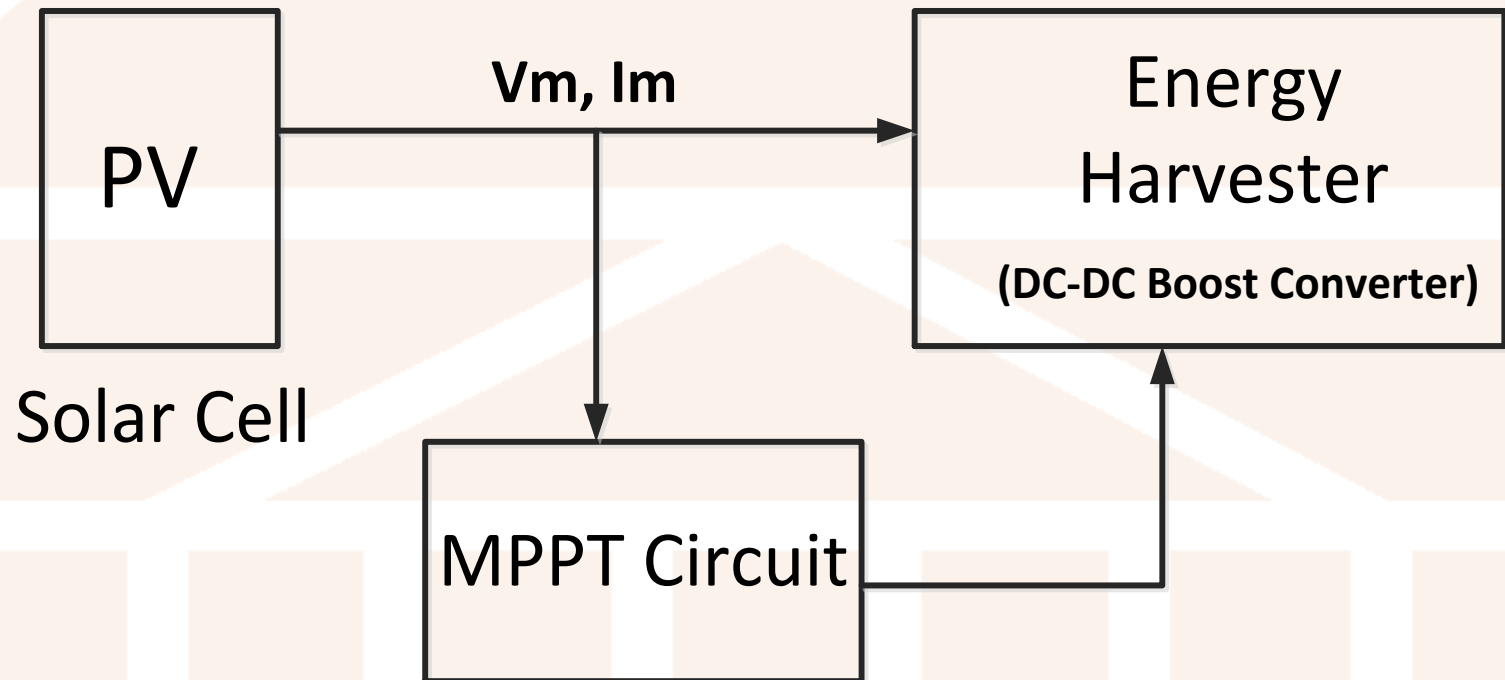 PV
Solar Cell
Vm, Im
Energy
Harvester
(DC-DC Boost Converter)
MPPT Circuit